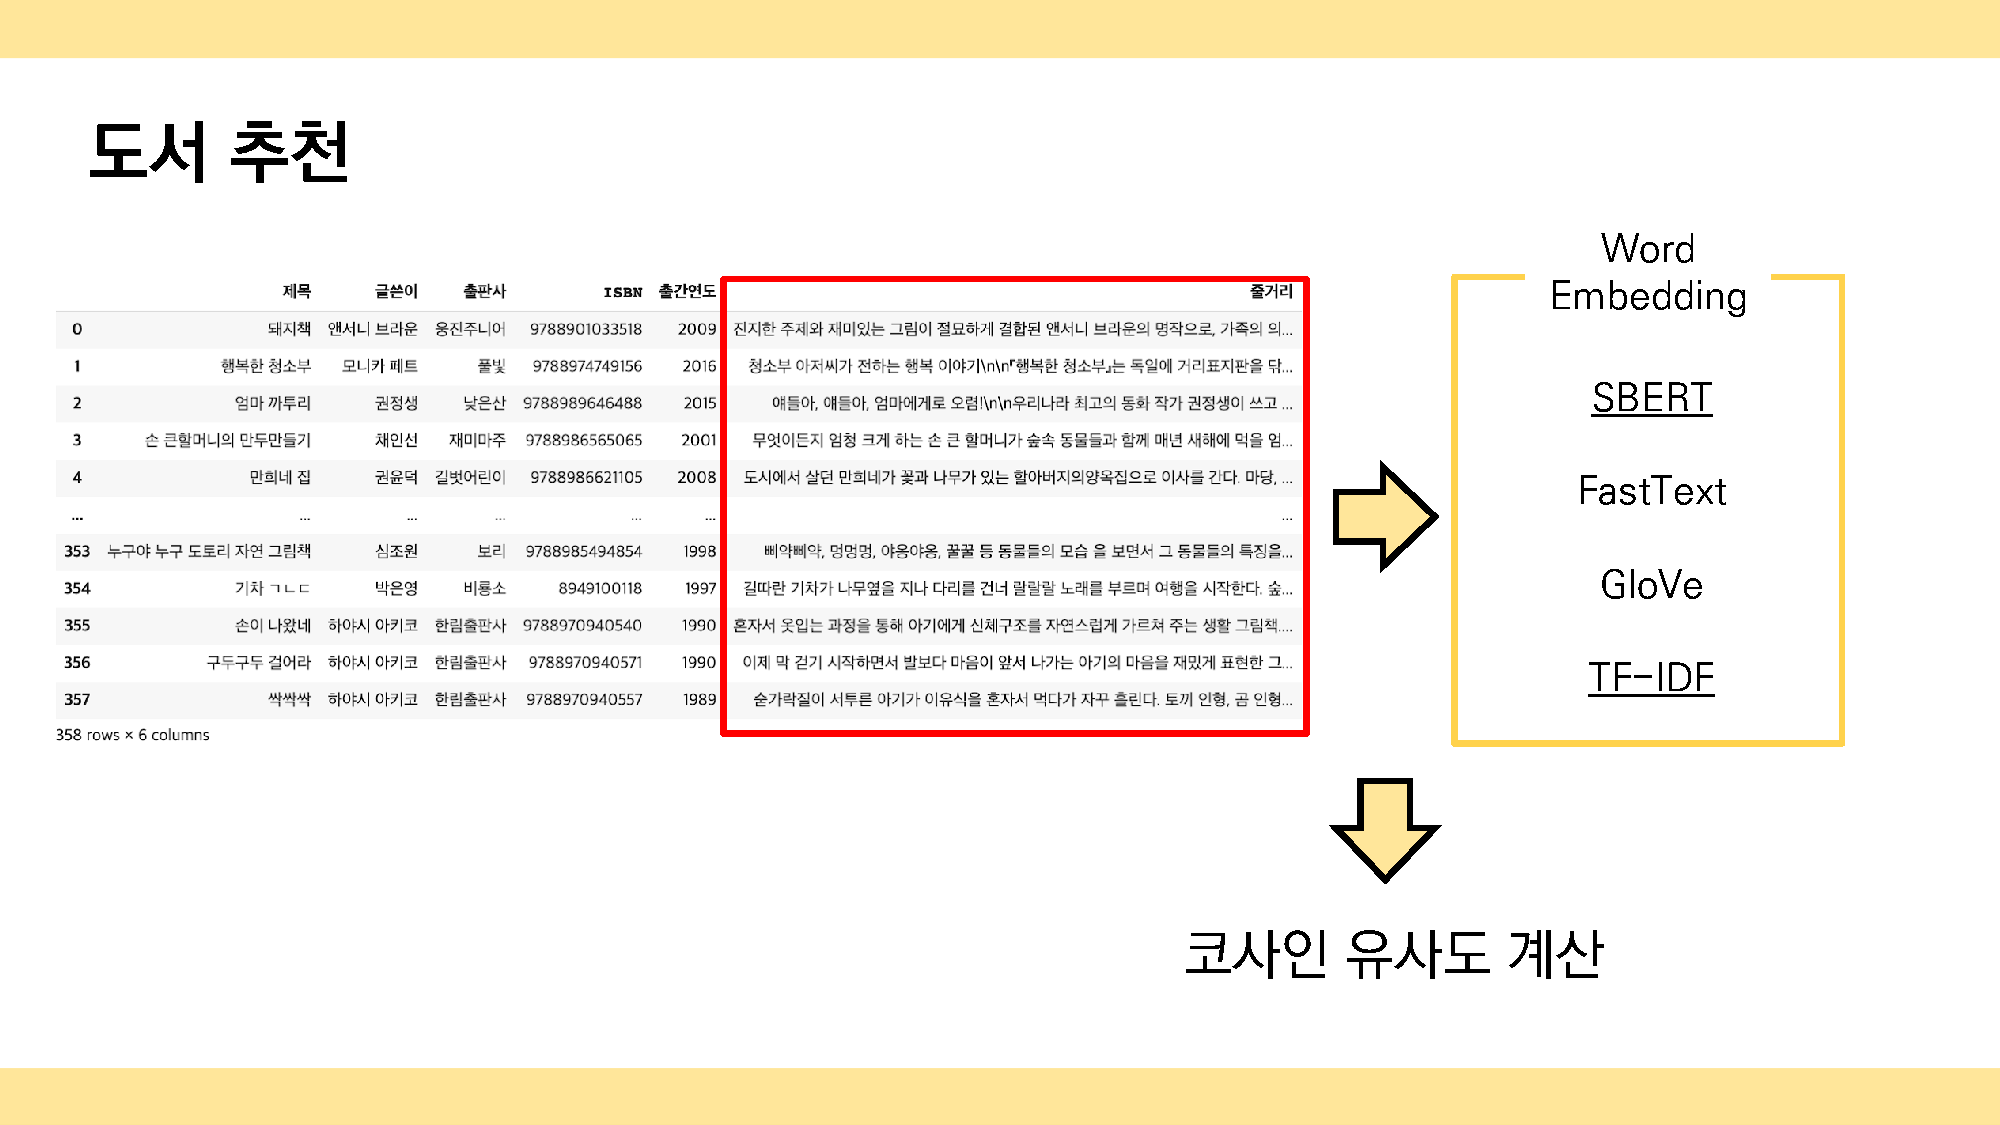 도서 추천
제목 글쓴이 출판사 ISBN 출간연도 줄거리
0 돼지책 앤서니 브라운 웅진주니어 9788901033518 2009 진지한 주제와 재미있는 그림이 절묘하게 결합된 앤서니 브라운의 명작으로, 가족의 의...
1 행복한 청소부 모니카 페트 풀빛 9788974749156 2016 청소부 아저씨가 전하는 행복 이야기\n\n『행복한 청소부』는 독일에 거리표지판을 닦...
2 엄마 까투리 권정생 낮은산 9788989646488 2015 얘들아, 얘들아, 엄마에게로 오렴!\n\n우리나라 최고의 동화 작가 권정생이 쓰고 ...
3 손 큰할머니의 만두만들기 채인선 재미마주 9788986565065 2001 무엇이든지 엄청 크게 하는 손 큰 할머니가 숲속 동물들과 함께 매년 새해에 먹을 엄...
4 만희네 집 권윤덕 길벗어린이 9788986621105 2008 도시에서 살던 만희네가 꽃과 나무가 있는 할아버지의양옥집으로 이사를 간다. 마당, ...
... ... ... ... ... ... ...
353 누구야 누구 도토리 자연 그림책 심조원 보리 9788985494854 1998 삐약삐약, 멍멍멍, 야옹야옹, 꿀꿀 등 동물들의 모습 을 보면서 그 동물들의 특징을...
354 기차 ㄱㄴㄷ 박은영 비룡소 8949100118 1997 길따란 기차가 나무옆을 지나 다리를 건너 랄랄랄 노래를 부르며 여행을 시작한다. 숲...
355 손이 나왔네 하야시 아키코 한림출판사 9788970940540 1990 혼자서 옷입는 과정을 통해 아기에게 신체구조를 자연스럽게 가르쳐 주는 생활 그림책....
356 구두구두 걸어라 하야시 아키코 한림출판사 9788970940571 1990 이제 막 걷기 시작하면서 발보다 마음이 앞서 나가는 아기의 마음을 재밌게 표현한 그...
357 싹싹싹 하야시 아키코 한림출판사 9788970940557 1989 숟가락질이 서투른 아기가 이유식을 혼자서 먹다가 자꾸 흘린다. 토끼 인형, 곰 인형...
358 rows × 6 columns
Word
Embedding
SBERT
FastText
GloVe
TF-IDF
코사인 유사도 계산